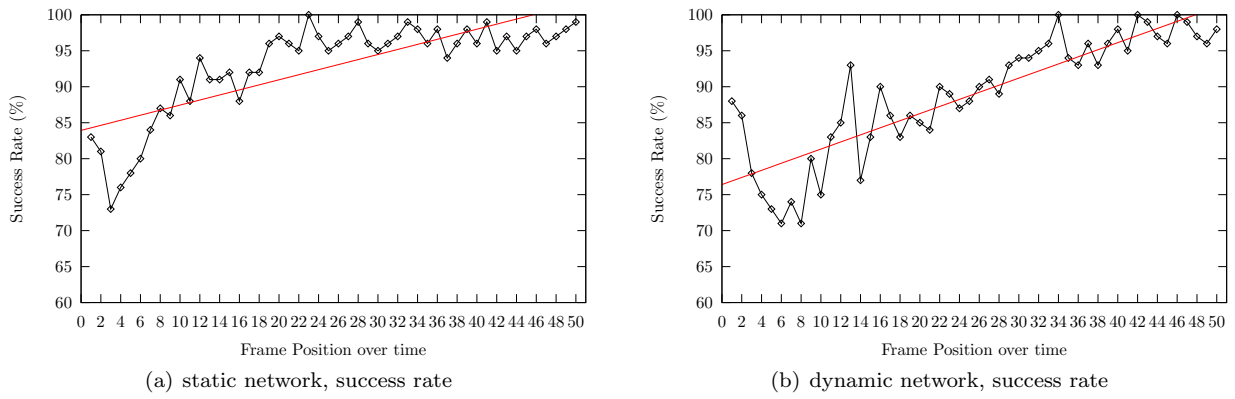 100
95
90
85
80
75
70
65
60
Success Rate (%)
0 2 4 6 8 10 12 14 16 18 20 22 24 26 28 30 32 34 36 38 40 42 44 46 48 50
Frame Position over time
(a) static network, success rate
100
95
90
85
80
75
70
65
60
Success Rate (%)
0 2 4 6 8 10 12 14 16 18 20 22 24 26 28 30 32 34 36 38 40 42 44 46 48 50
Frame Position over time
(b) dynamic network, success rate